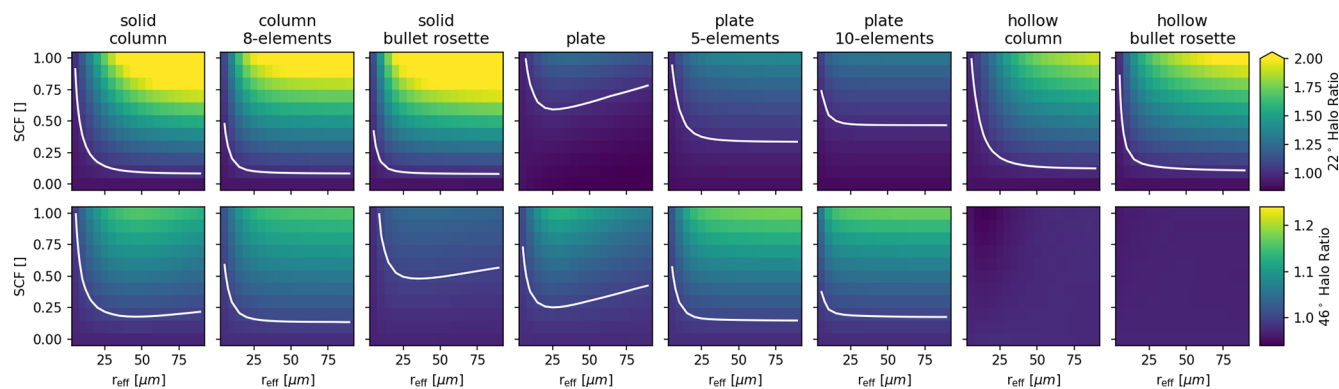 solid
column
column
8-elements
solid
bullet rosette
plate
plate
5-elements
plate
10-elements
hollow
column
hollow
bullet rosette
SCF []
1.00
0.75
0.50
0.25
0.00
2.00
1.75
1.50
1.25
1.00
22° Halo Ratio
SCF []
1.00
0.75
0.50
0.25
0.00
1.2
1.1
1.0
46° Halo Ratio
25 50 75 25 50 75 25 50 75 25 50 75 25 50 75 25 50 75 25 50 75 25 50 75
r_eff [μm] r_eff [μm] r_eff [μm] r_eff [μm] r_eff [μm] r_eff [μm] r_eff [μm] r_eff [μm]